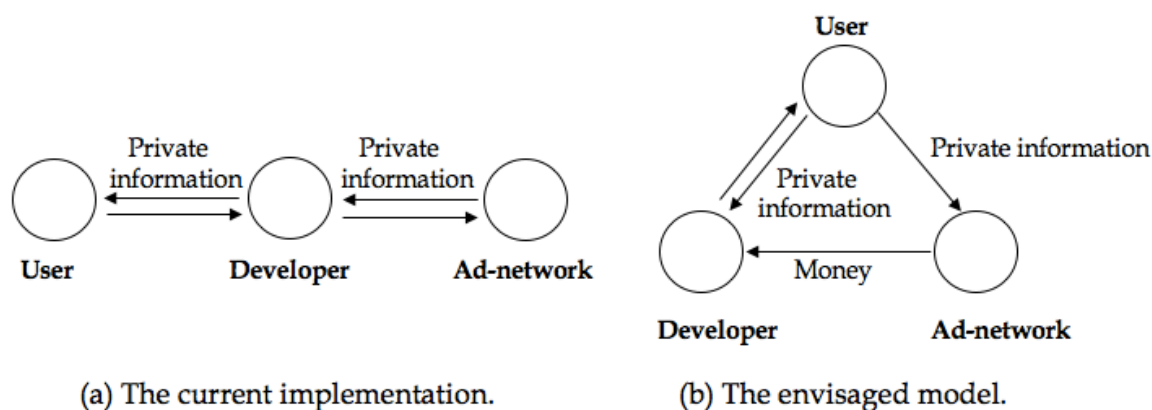 Private
information
Private
information
User
Developer
Ad-network
(a) The current implementation.
User
Private information
Private
information
Money
Developer
Ad-network
(b) The envisaged model.